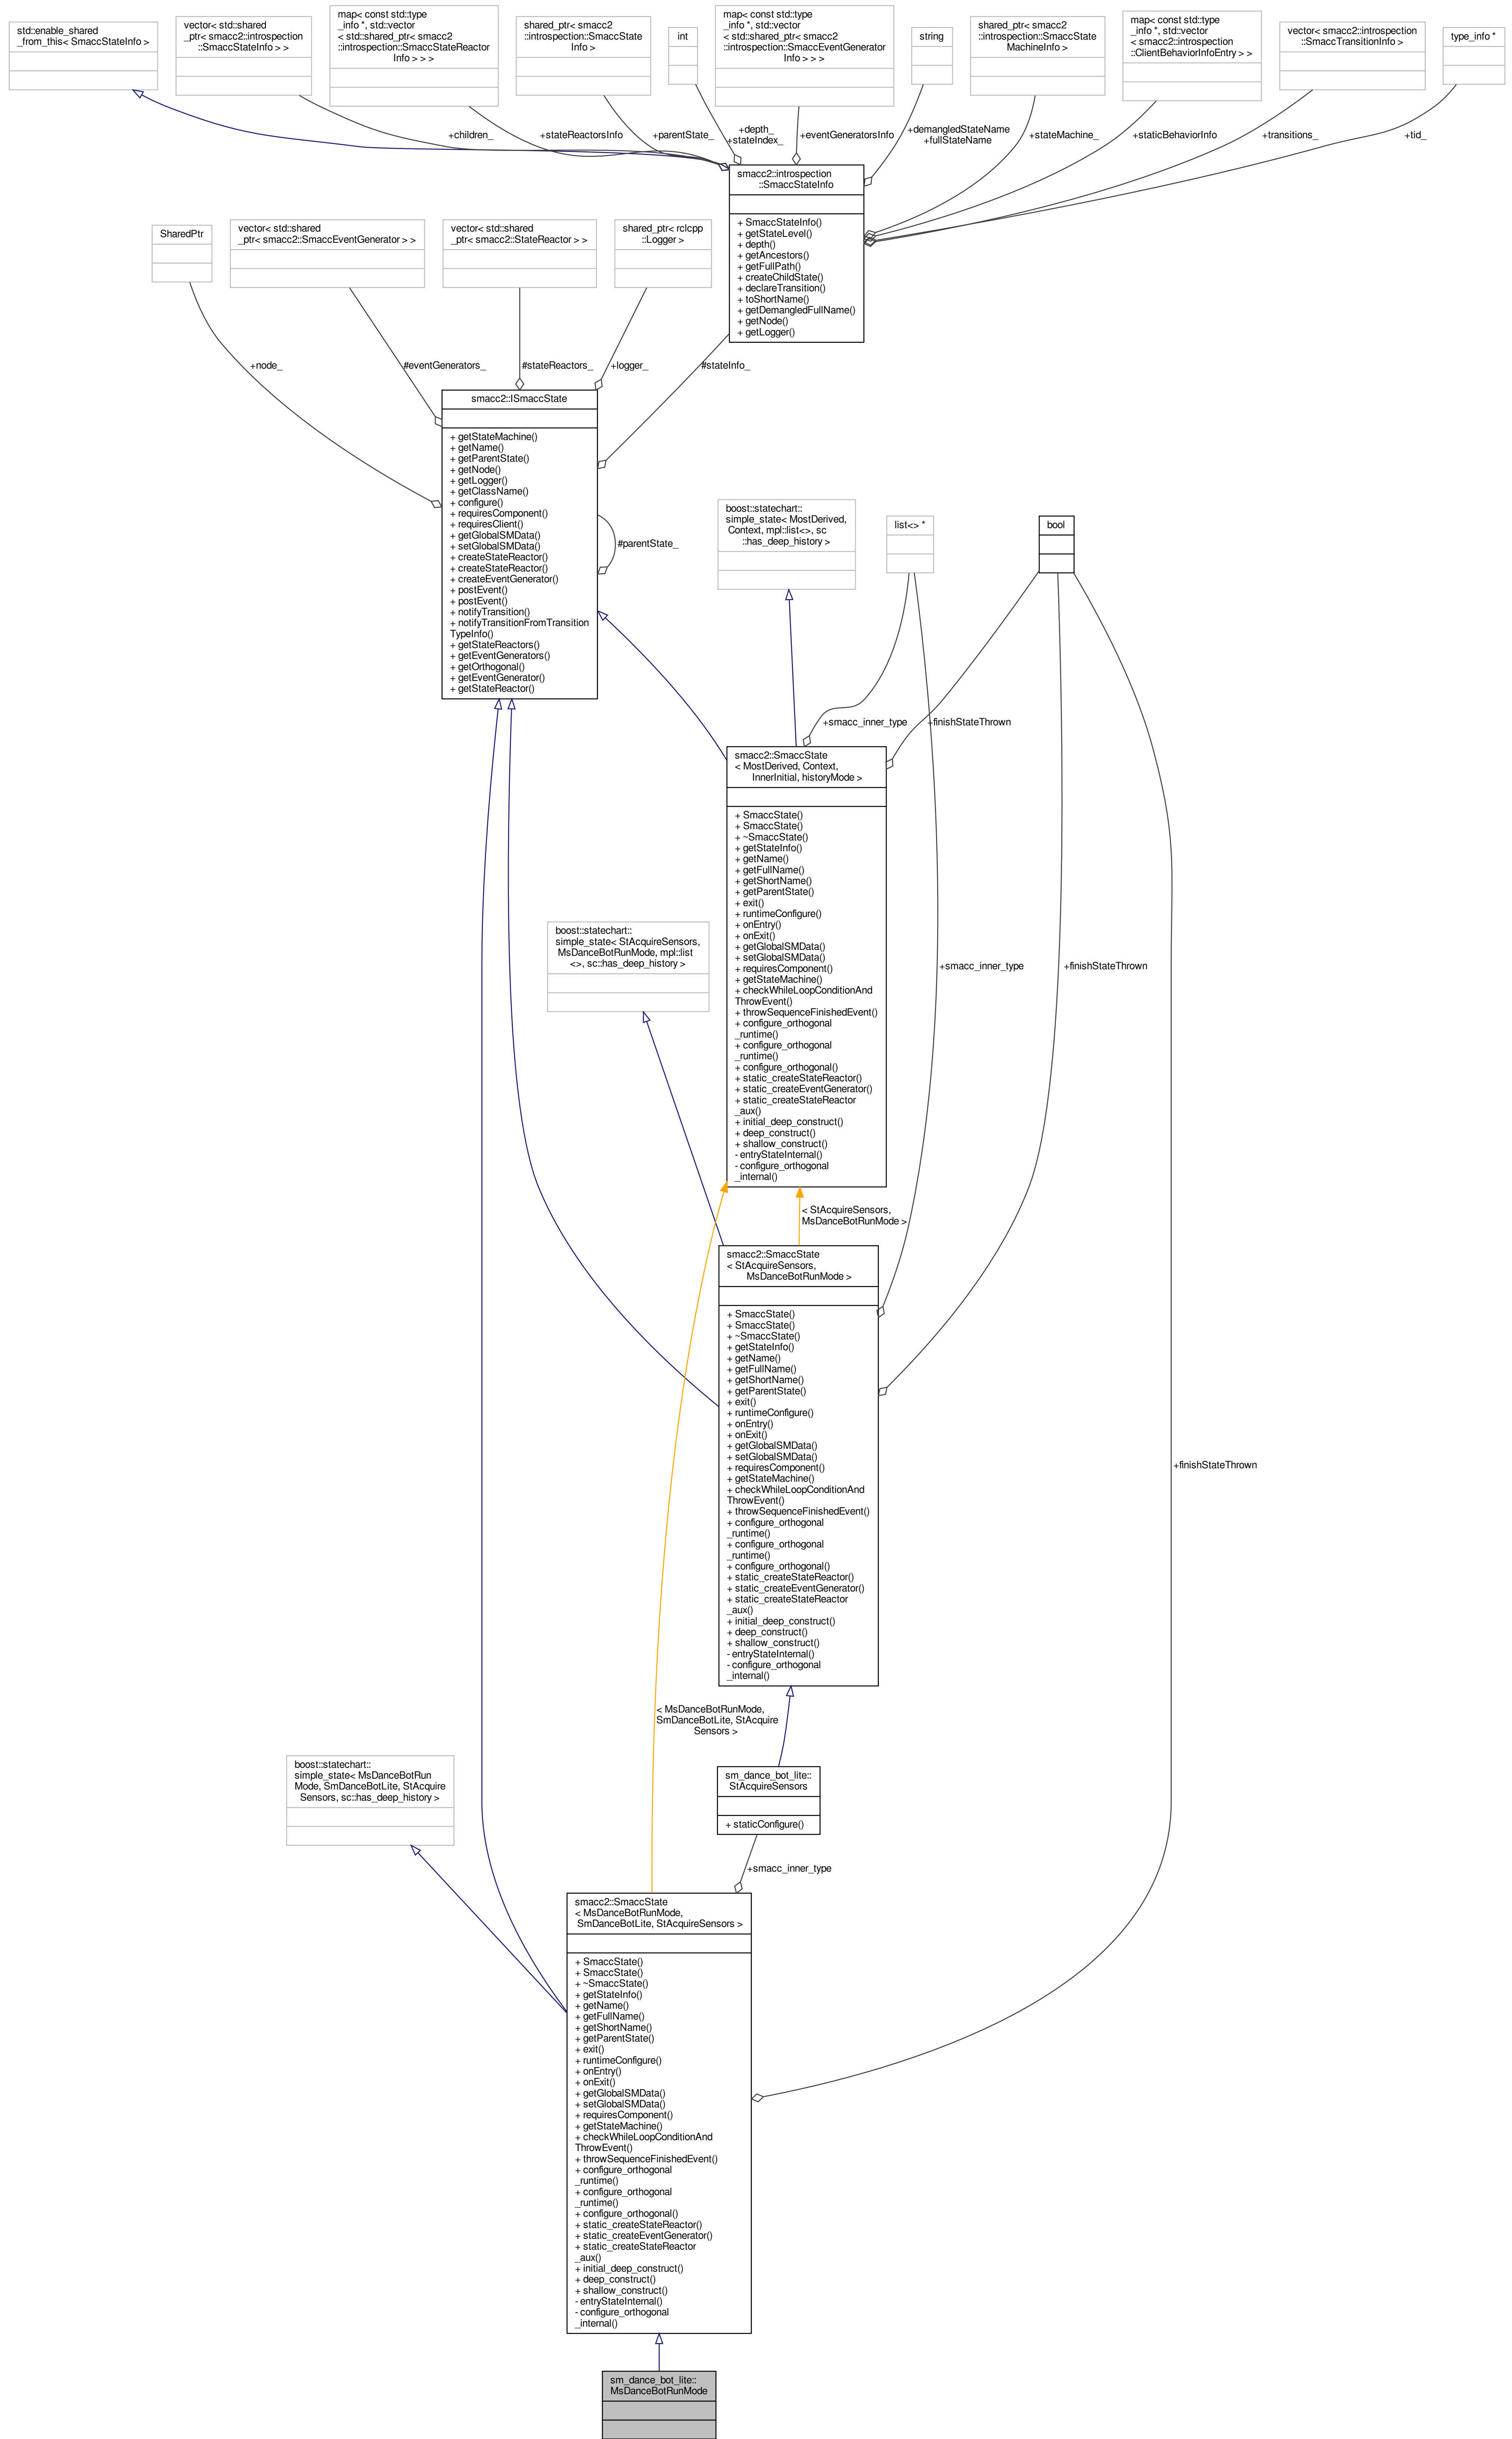 std::enable_shared
_from_this< SmaccStateInfo >
vector< std::shared
_ptr< smacc2::introspection
::SmaccStateInfo > >
map< const std::type
_info *, std::vector
< std::shared_ptr< smacc2
::introspection::SmaccStateReactor
Info > > >
shared_ptr< smacc2
::introspection::SmaccState
Info >
int
map< const std::type
_info *, std::vector
< std::shared_ptr< smacc2
::introspection::SmaccEventGenerator
Info > > >
string
shared_ptr< smacc2
::introspection::SmaccState
MachineInfo >
map< const std::type
_info *, std::vector
< smacc2::introspection
::ClientBehaviorInfoEntry > >
vector< smacc2::introspection
::SmaccTransitionInfo >
type_info *
+children_
+stateReactorsInfo
+parentState_
+depth_
+stateIndex_
+eventGeneratorsInfo
+demangledStateName
+fullStateName
+stateMachine_
+staticBehaviorInfo
+transitions_
+tid_
smacc2::introspection
::SmaccStateInfo
+ SmaccStateInfo()
+ getStateLevel()
+ depth()
+ getAncestors()
+ getFullPath()
+ createChildState()
+ declareTransition()
+ toShortName()
+ getDemangledFullName()
+ getNode()
+ getLogger()
SharedPtr
vector< std::shared
_ptr< smacc2::SmaccEventGenerator > >
vector< std::shared
_ptr< smacc2::StateReactor > >
shared_ptr< rclcpp
::Logger >
+node_
#eventGenerators_
#stateReactors_
+logger_
#stateInfo_
smacc2::ISmaccState
+ getStateMachine()
+ getName()
+ getParentState()
+ getNode()
+ getLogger()
+ getClassName()
+ configure()
+ requiresComponent()
+ requiresClient()
+ getGlobalSMData()
+ setGlobalSMData()
+ createStateReactor()
+ createStateReactor()
+ createEventGenerator()
+ postEvent()
+ postEvent()
+ notifyTransition()
+ notifyTransitionFromTransition
TypeInfo()
+ getStateReactors()
+ getEventGenerators()
+ getOrthogonal()
+ getEventGenerator()
+ getStateReactor()
#parentState_
boost::statechart::
simple_state< MostDerived,
Context, mpl::list<>, sc
::has_deep_history >
list<> *
bool
+smacc_inner_type
+finishStateThrown
smacc2::SmaccState
< MostDerived, Context,
InnerInitial, historyMode >
+ SmaccState()
+ SmaccState()
+ ~SmaccState()
+ getStateInfo()
+ getName()
+ getFullName()
+ getShortName()
+ getParentState()
+ exit()
+ runtimeConfigure()
+ onEntry()
+ onExit()
+ getGlobalSMData()
+ setGlobalSMData()
+ requiresComponent()
+ getStateMachine()
+ checkWhileLoopConditionAnd
ThrowEvent()
+ throwSequenceFinishedEvent()
+ configure_orthogonal
_runtime()
+ configure_orthogonal
_runtime()
+ configure_orthogonal()
+ static_createStateReactor()
+ static_createEventGenerator()
+ static_createStateReactor
_aux()
+ initial_deep_construct()
+ deep_construct()
+ shallow_construct()
- entryStateInternal()
- configure_orthogonal
_internal()
boost::statechart::
simple_state< StAcquireSensors,
MsDanceBotRunMode, mpl::list
<>, sc::has_deep_history >
+smacc_inner_type
+finishStateThrown
< StAcquireSensors,
MsDanceBotRunMode >
smacc2::SmaccState
< StAcquireSensors,
MsDanceBotRunMode >
+ SmaccState()
+ SmaccState()
+ ~SmaccState()
+ getStateInfo()
+ getName()
+ getFullName()
+ getShortName()
+ getParentState()
+ exit()
+ runtimeConfigure()
+ onEntry()
+ onExit()
+ getGlobalSMData()
+ setGlobalSMData()
+ requiresComponent()
+ getStateMachine()
+ checkWhileLoopConditionAnd
ThrowEvent()
+ throwSequenceFinishedEvent()
+ configure_orthogonal
_runtime()
+ configure_orthogonal
_runtime()
+ configure_orthogonal()
+ static_createStateReactor()
+ static_createEventGenerator()
+ static_createStateReactor
_aux()
+ initial_deep_construct()
+ deep_construct()
+ shallow_construct()
- entryStateInternal()
- configure_orthogonal
_internal()
+finishStateThrown
< MsDanceBotRunMode,
SmDanceBotLite, StAcquire
Sensors >
boost::statechart::
simple_state< MsDanceBotRun
Mode, SmDanceBotLite, StAcquire
Sensors, sc::has_deep_history >
sm_dance_bot_lite::
StAcquireSensors
+ staticConfigure()
+smacc_inner_type
smacc2::SmaccState
< MsDanceBotRunMode,
SmDanceBotLite, StAcquireSensors >
+ SmaccState()
+ SmaccState()
+ ~SmaccState()
+ getStateInfo()
+ getName()
+ getFullName()
+ getShortName()
+ getParentState()
+ exit()
+ runtimeConfigure()
+ onEntry()
+ onExit()
+ getGlobalSMData()
+ setGlobalSMData()
+ requiresComponent()
+ getStateMachine()
+ checkWhileLoopConditionAnd
ThrowEvent()
+ throwSequenceFinishedEvent()
+ configure_orthogonal
_runtime()
+ configure_orthogonal
_runtime()
+ configure_orthogonal()
+ static_createStateReactor()
+ static_createEventGenerator()
+ static_createStateReactor
_aux()
+ initial_deep_construct()
+ deep_construct()
+ shallow_construct()
- entryStateInternal()
- configure_orthogonal
_internal()
sm_dance_bot_lite::
MsDanceBotRunMode